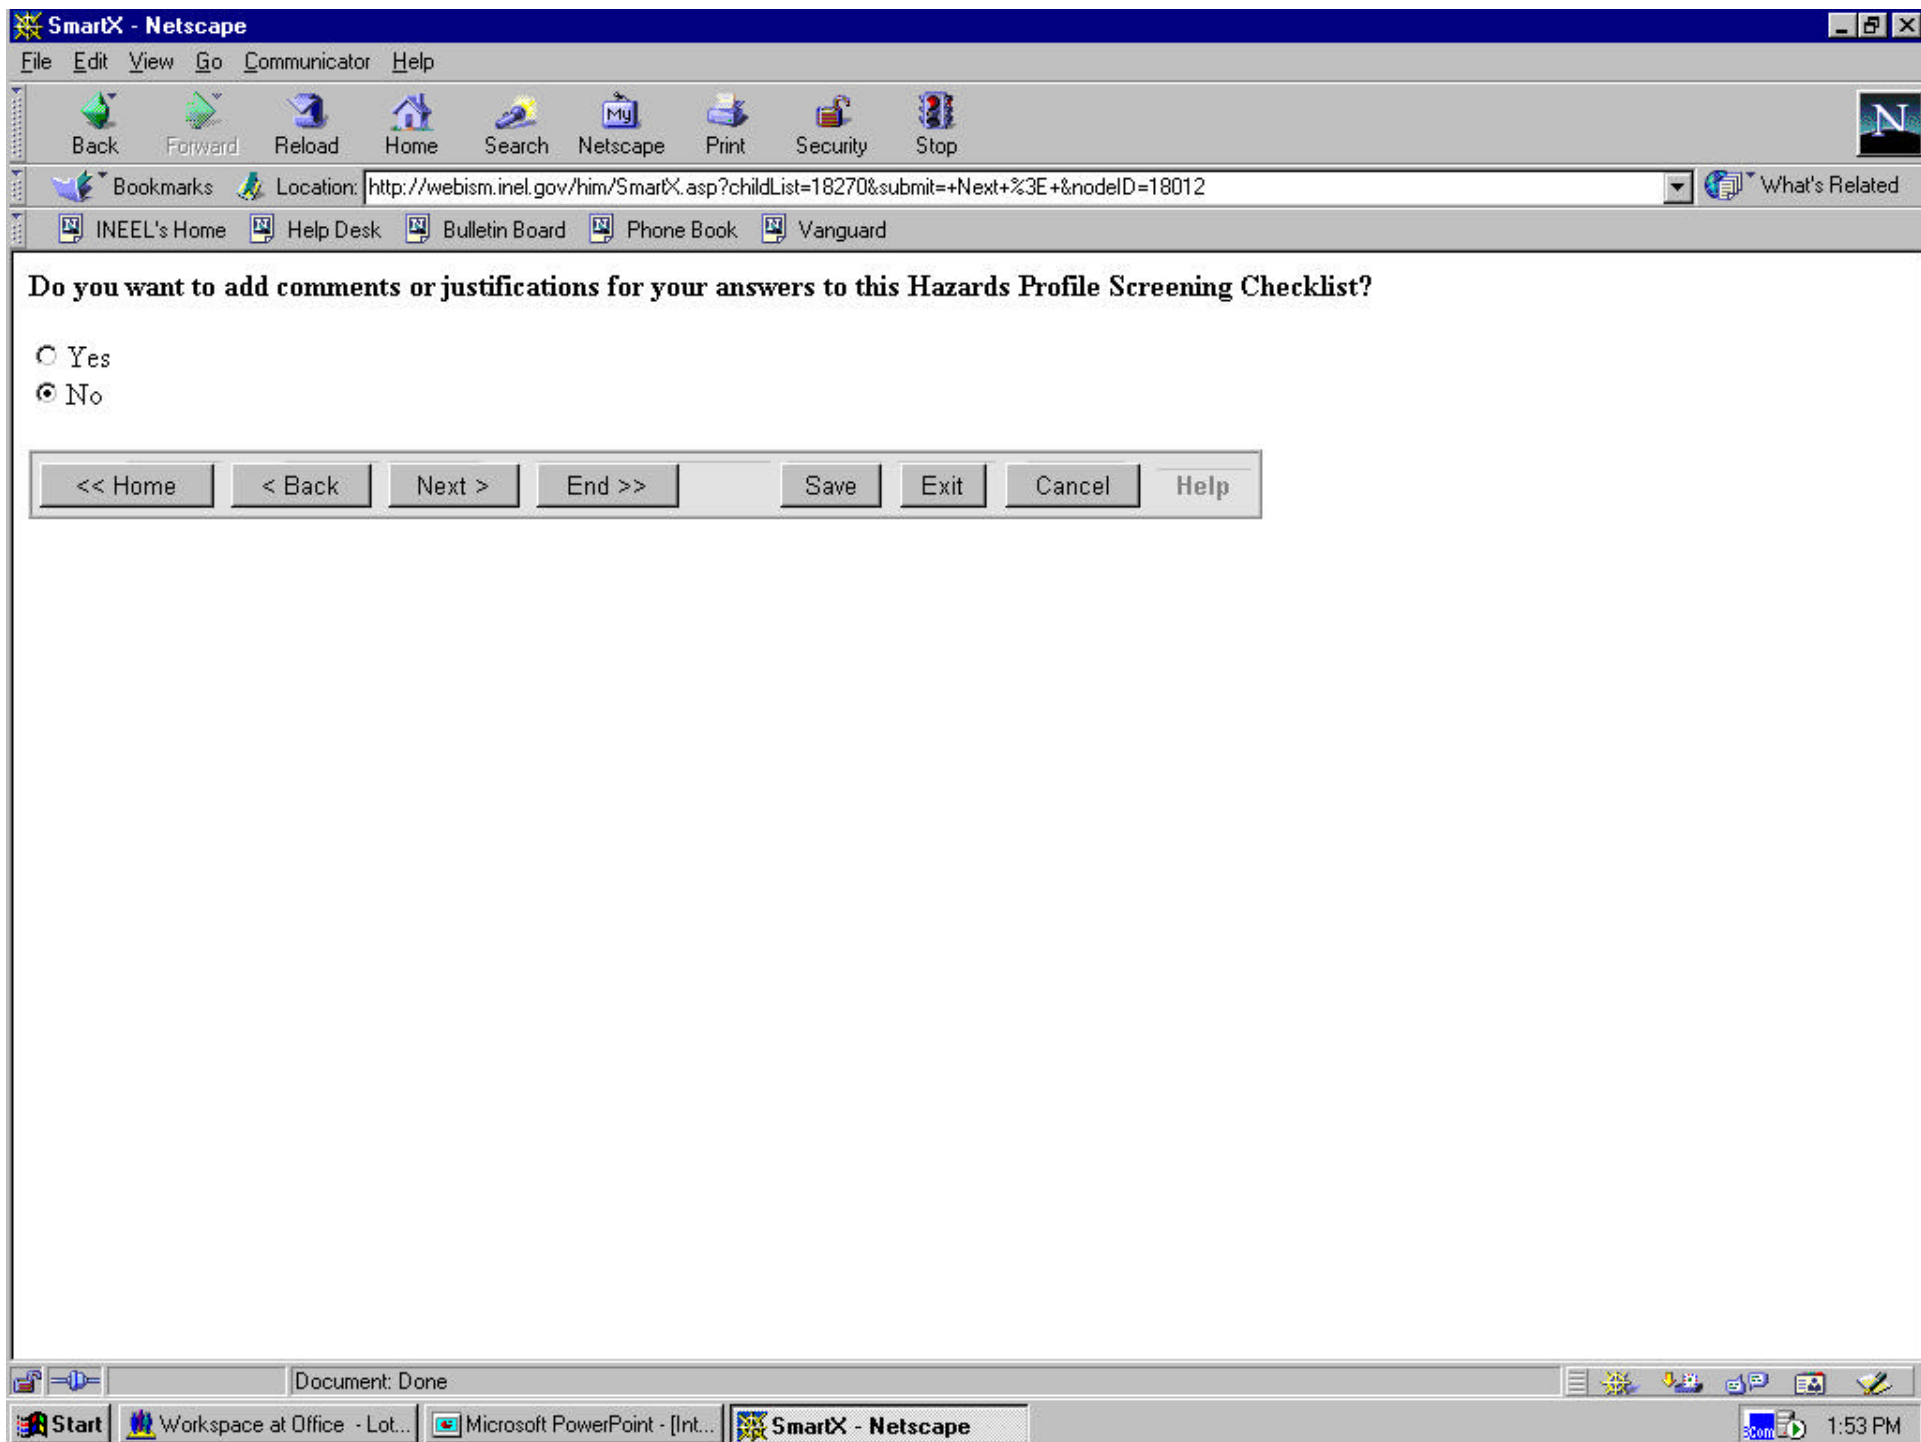 SmartX - Netscape
File Edit View Go Communicator Help
My
N
Back Forward Reload Home Search Netscape Print Security Stop
Bookmarks Location: http://webism.inel.gov/him/SmartX.asp?childList=18270&submit=+Next+%3E+&nodeID=18012 What's Related
INEEL's Home Help Desk Bulletin Board Phone Book Vanguard
Do you want to add comments or justifications for your answers to this Hazards Profile Screening Checklist?
Yes
No
<< Home < Back Next > End >> Save Exit Cancel Help
Document: Done
Start Workspace at Office - Lot... Microsoft PowerPoint - [Int... SmartX - Netscape 3Com 1:53 PM